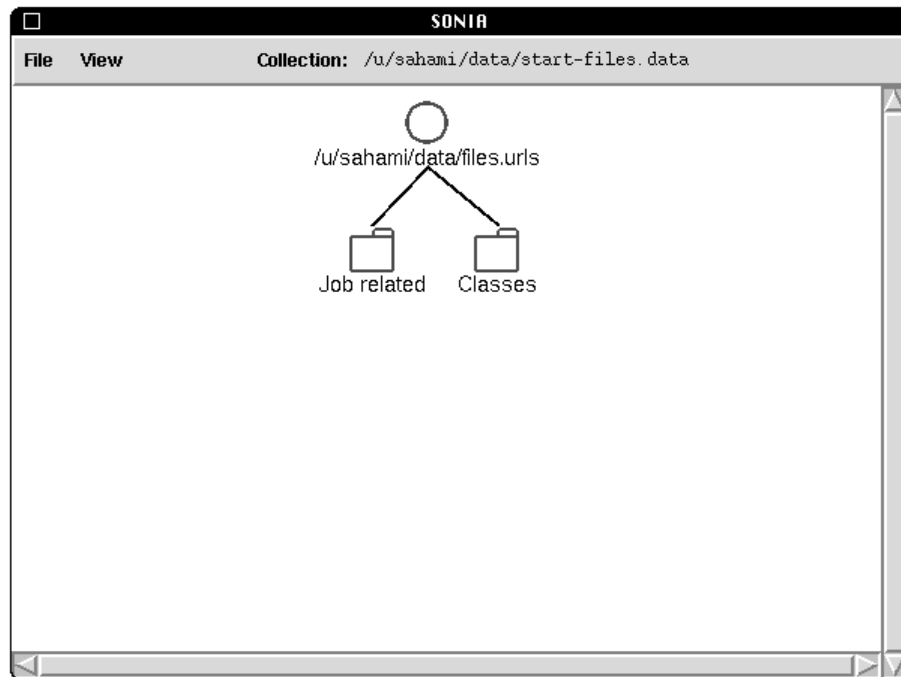 SONIA
File View Collection: /u/sahami/data/start-files.data
/u/sahami/data/files.urls
Job related Classes